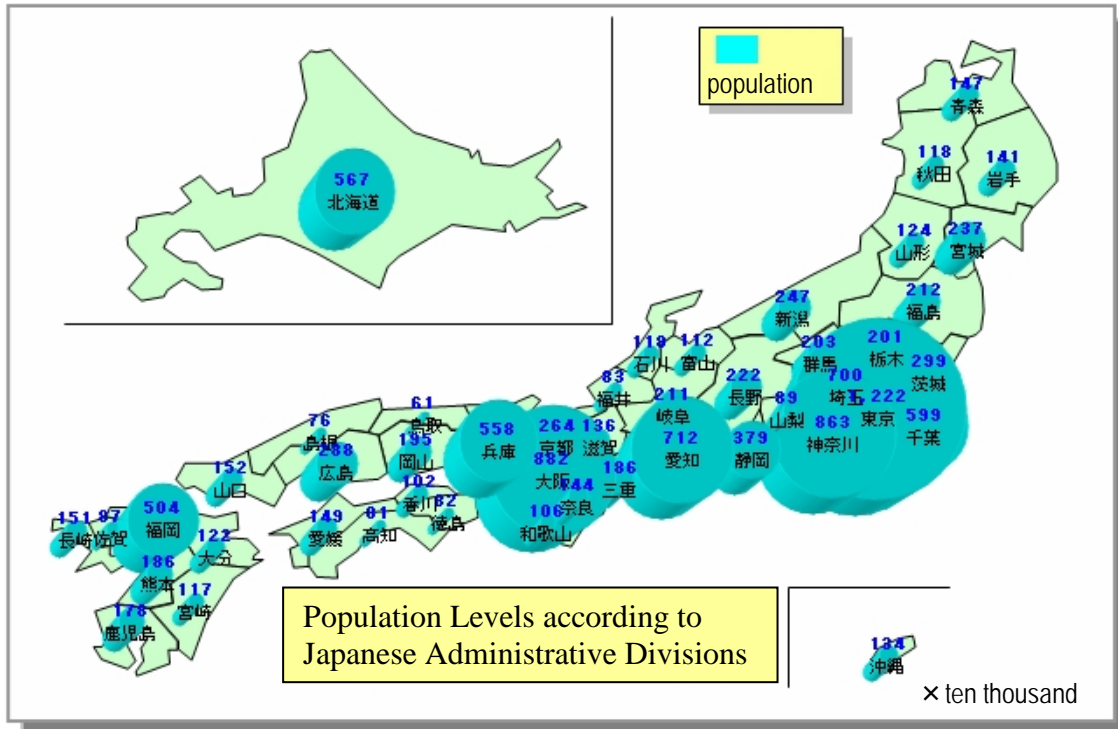 population
147
青森
118
秋田
141
岩手
567
北海道
124
山形
237
宮城
247
新潟
212
福島
118
石川
112
富山
203
群馬
201
栃木
299
茨城
83
福井
222
長野
700
埼玉
89
山梨
222
東京
599
千葉
863
神奈川
211
岐阜
712
愛知
379
静岡
61
鳥取
558
兵庫
264
京都
136
滋賀
76
島根
288
広島
195
岡山
882
大阪
186
三重
144
奈良
106
和歌山
152
山口
102
香川
82
徳島
149
愛媛
81
高知
151
長崎
87
佐賀
504
福岡
122
大分
186
熊本
117
宮崎
178
鹿児島
Population Levels according to
Japanese Administrative Divisions
134
沖縄
× ten thousand